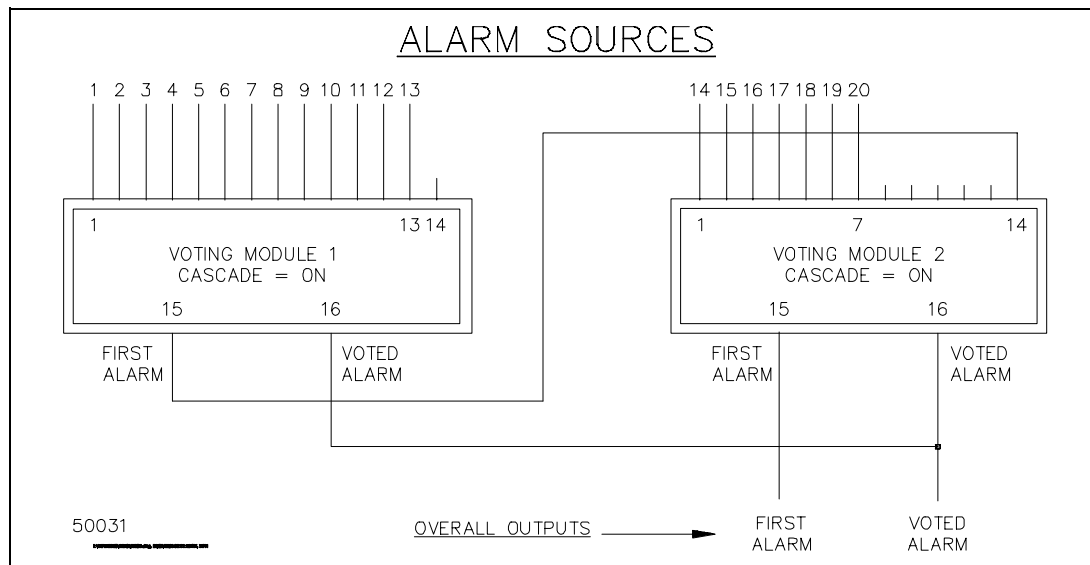 ALARM SOURCES
1 2 3 4 5 6 7 8 9 10 11 12 13
14 15 16 17 18 19 20
1 13 14
VOTING MODULE 1
CASCADE = ON
15 16
1 7 14
VOTING MODULE 2
CASCADE = ON
15 16
FIRST
ALARM
VOTED
ALARM
FIRST
ALARM
VOTED
ALARM
50031
OVERALL OUTPUTS
FIRST
ALARM
VOTED
ALARM